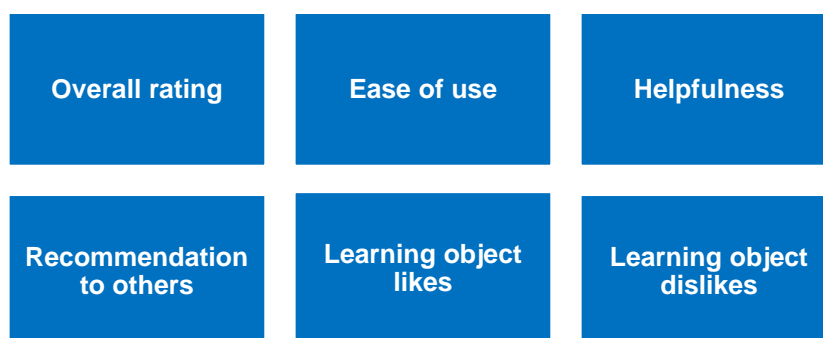 Overall rating
Ease of use
Helpfulness
Recommendation
to others
Learning object
likes
Learning object
dislikes